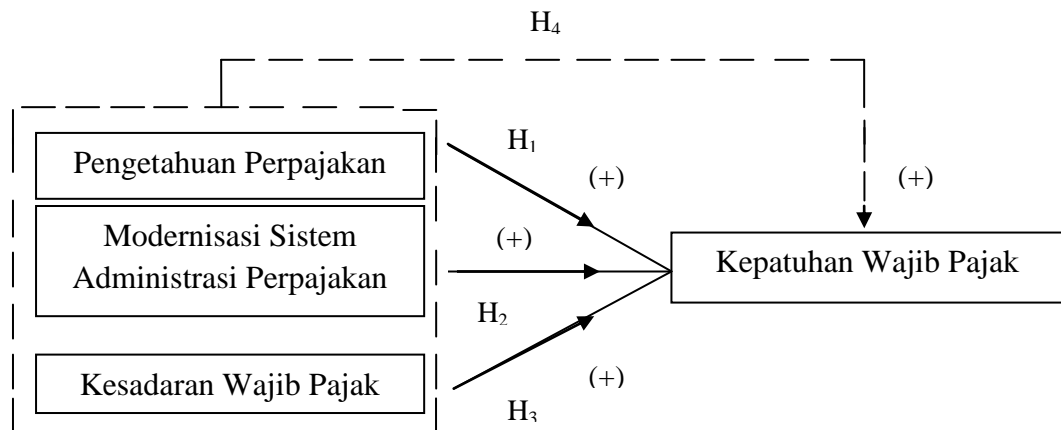 H₄
Pengetahuan Perpajakan
H₁
(+)
(+)
Modernisasi Sistem
Administrasi Perpajakan
(+)
Kepatuhan Wajib Pajak
H₂
Kesadaran Wajib Pajak
(+)
H₃